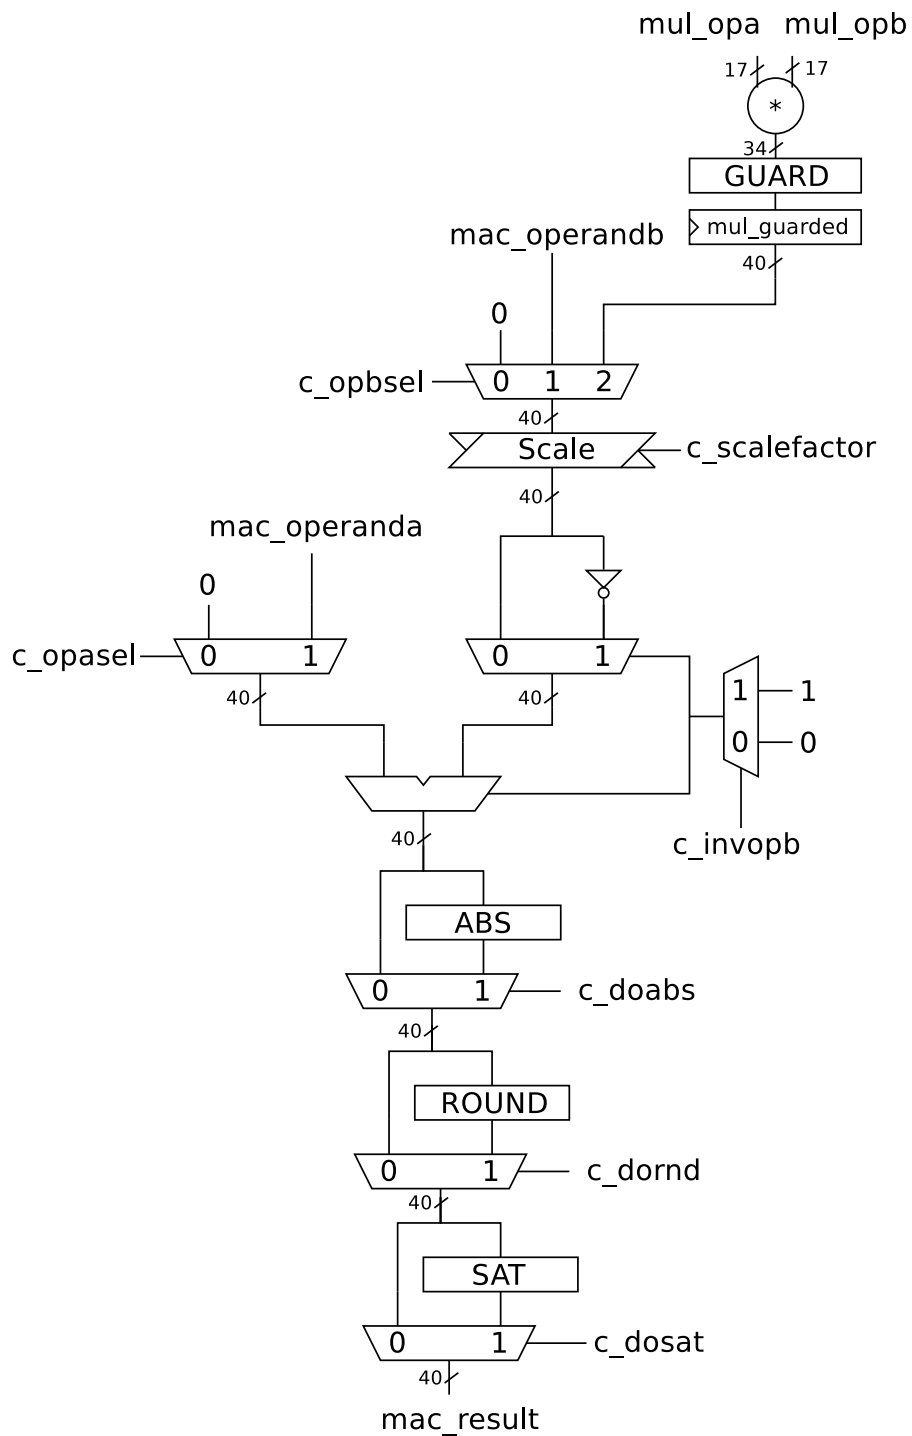 mul_opa mul_opb
17 17
*
34
GUARD
mul_guarded
mac_operandb
40
0
c_opbsel 0 1 2
40
Scale c_scalefactor
40
mac_operanda
0
c_opasel 0 1 0 1
1 1
40 40
0 0
c_invopb
40
ABS
0 1 c_doabs
40
ROUND
0 1 c_dornd
40
SAT
0 1 c_dosat
40
mac_result